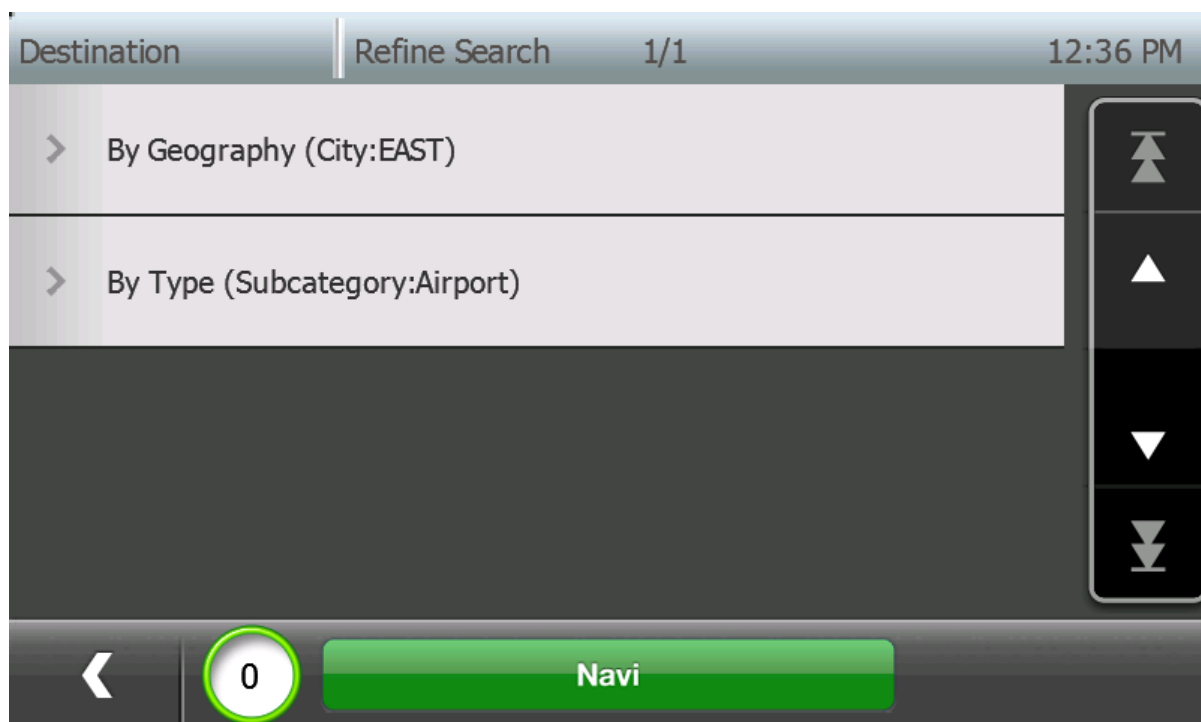 Destination Refine Search 1/1 12:36 PM
By Geography (City:EAST)
By Type (Subcategory:Airport)
0 Navi